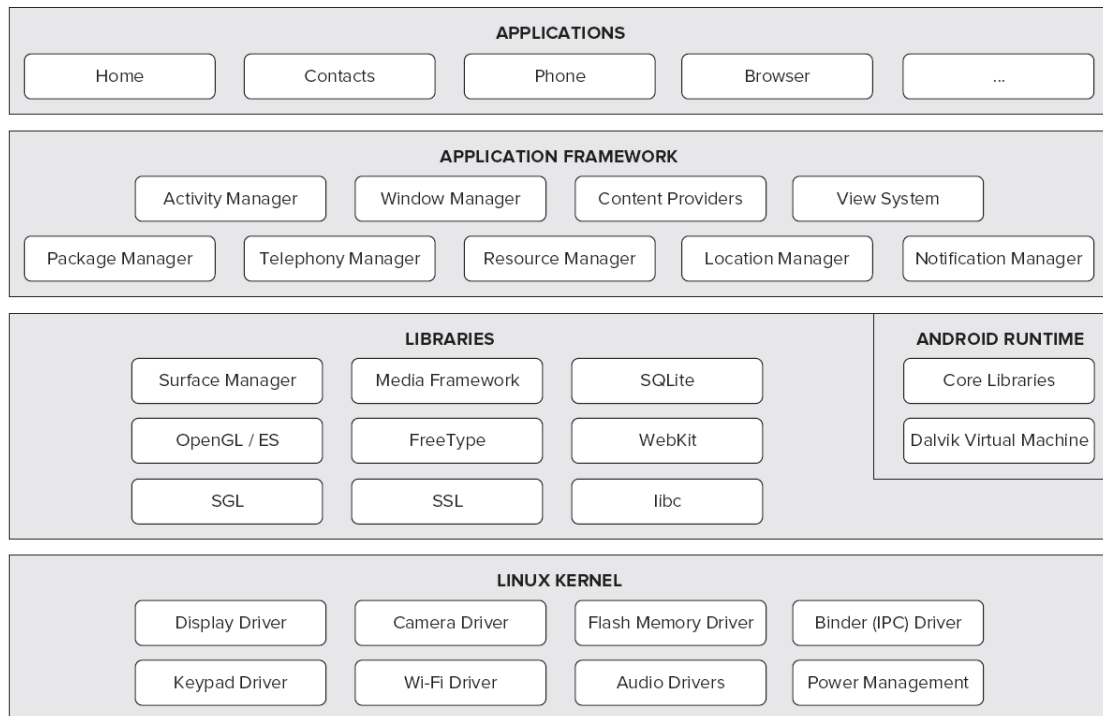 APPLICATIONS
Home
Contacts
Phone
Browser
...
APPLICATION FRAMEWORK
Activity Manager
Window Manager
Content Providers
View System
Package Manager
Telephony Manager
Resource Manager
Location Manager
Notification Manager
LIBRARIES
Surface Manager
Media Framework
SQLite
OpenGL / ES
FreeType
WebKit
SGL
SSL
libc
ANDROID RUNTIME
Core Libraries
Dalvik Virtual Machine
LINUX KERNEL
Display Driver
Camera Driver
Flash Memory Driver
Binder (IPC) Driver
Keypad Driver
Wi-Fi Driver
Audio Drivers
Power Management